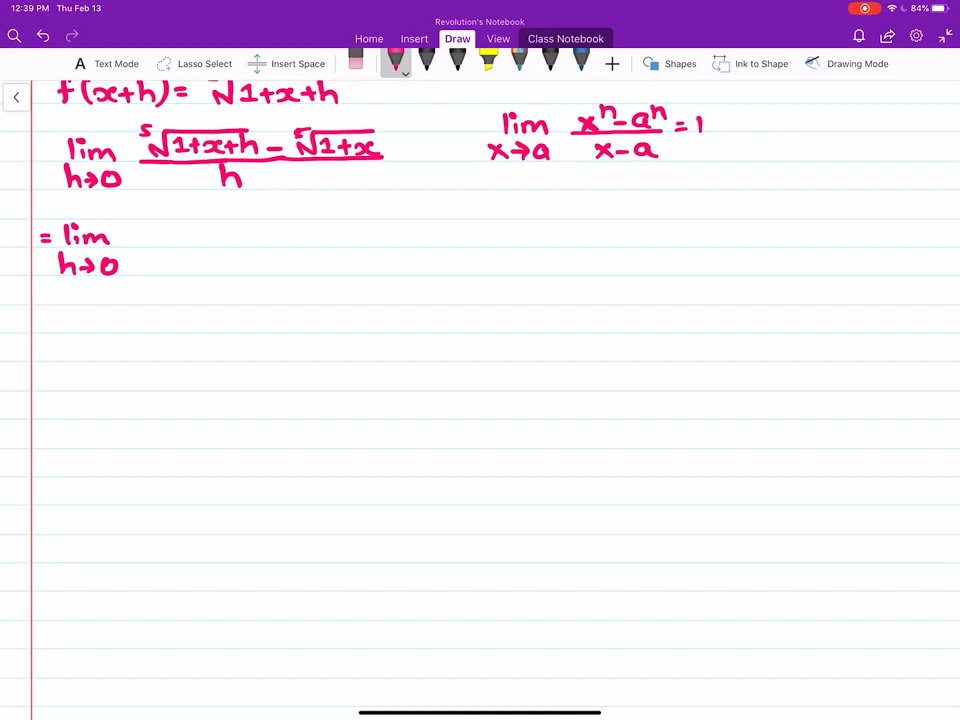 12:39 PM Thu Feb 13
84%
Revolution's Notebook
Home Insert Draw View Class Notebook
A Text Mode Lasso Select Insert Space Shapes Ink to Shape Drawing Mode
f(x+h) = √1+x+h
lim h→0 (⁵√1+x+h - ⁵√1+x) / h
lim x→a (xⁿ - aⁿ) / (x - a) = 1
= lim h→0